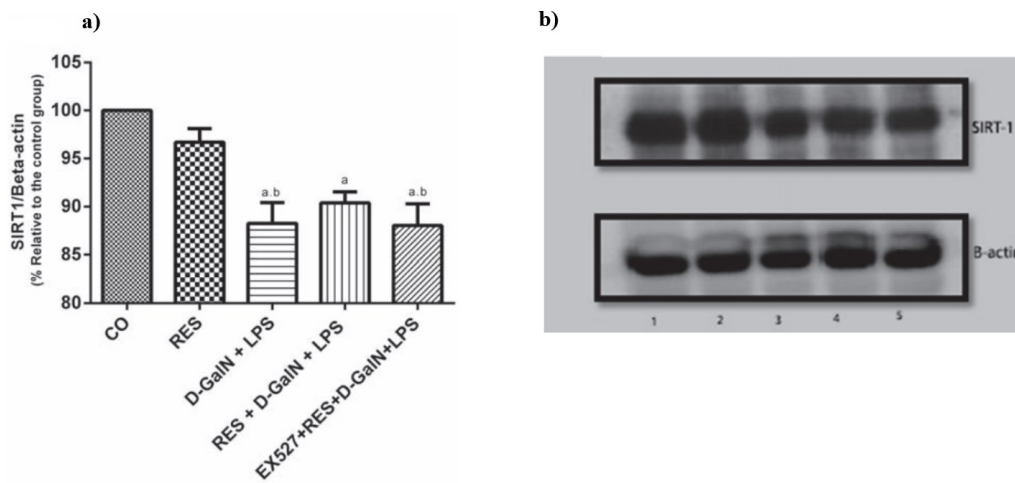 a)
SIRT1/Beta-actin
(% Relative to the control group)
105
100
95
90
85
80
a.b
a
a.b
CO
RES
D-GalN + LPS
RES + D-GalN + LPS
EX527+RES+D-GalN+LPS
b)
SIRT-1
B-actin
1 2 3 4 5